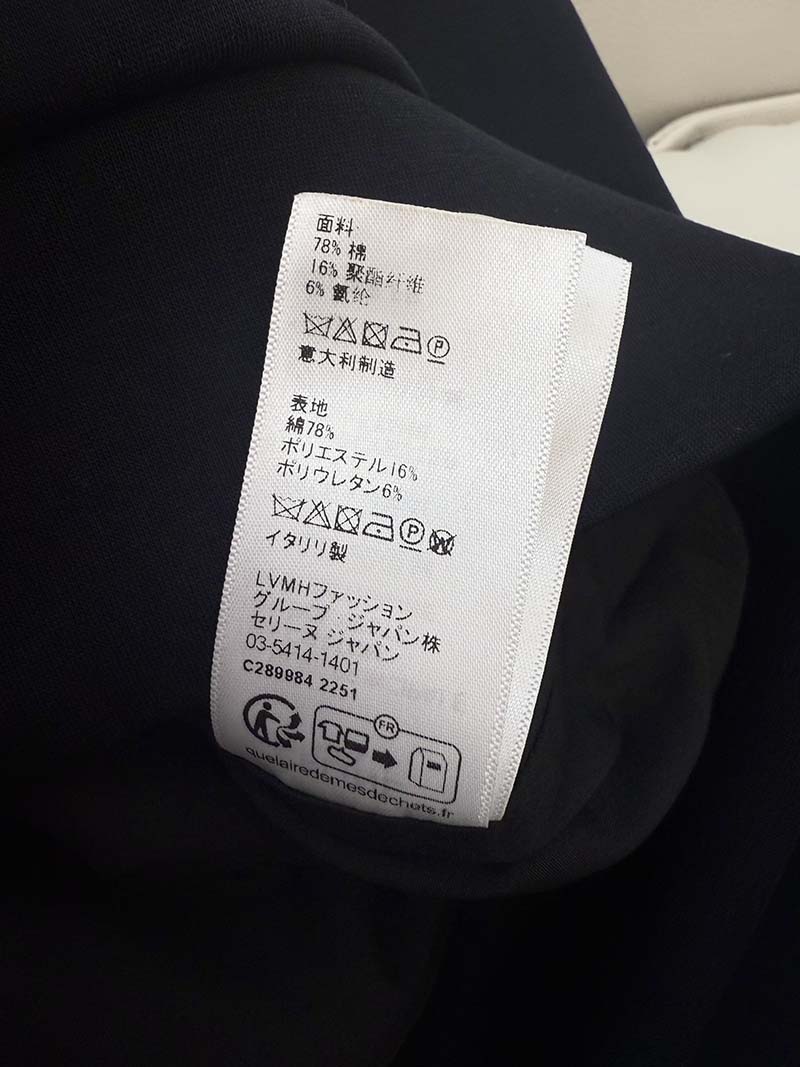 面料
78% 棉
16% 聚酯纤维
6% 氨纶
P
意大利制造
表地
綿78%
ポリエステル16%
ポリウレタン6%
P W
イタリリ製
LVMHファッション
グループ・ジャパン株
セリーヌ ジャパン
03-5414-1401
C289984 2251
FR
quelairedemesdechets.fr